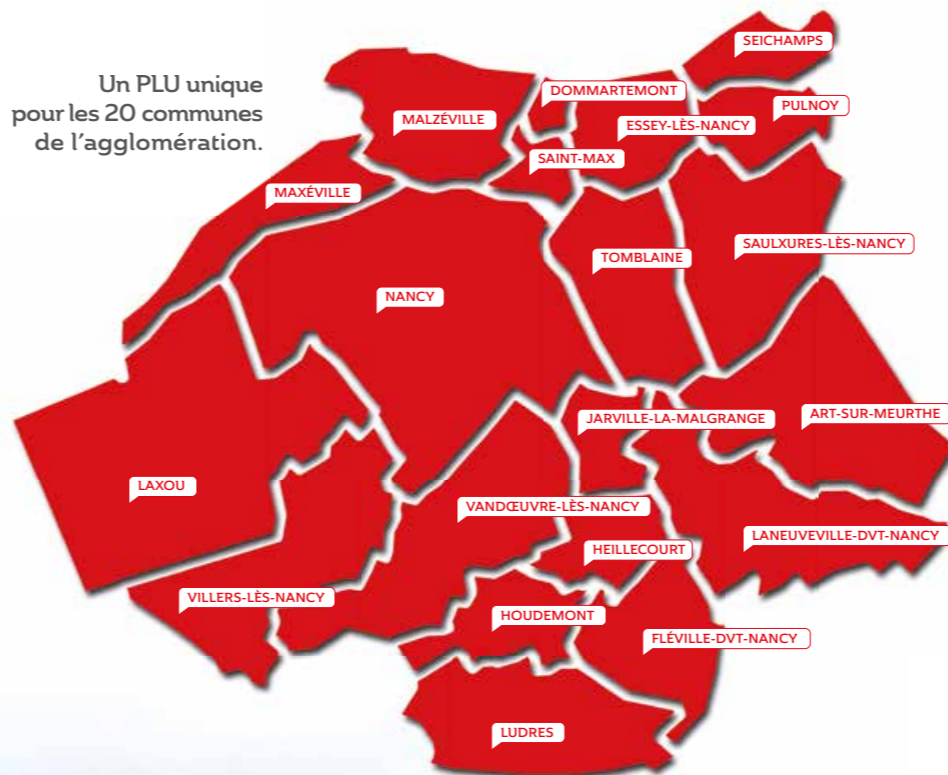 Un PLU unique
pour les 20 communes
de l'agglomération.
SEICHAMPS
DOMMARTEMONT
PULNOY
MALZÉVILLE
ESSEY-LÈS-NANCY
SAINT-MAX
MAXÉVILLE
SAULXURES-LÈS-NANCY
TOMBLAINE
NANCY
JARVILLE-LA-MALGRANGE
ART-SUR-MEURTHE
LAXOU
VANDŒUVRE-LÈS-NANCY
LANEUVEVILLE-DVT-NANCY
HEILLECOURT
VILLERS-LÈS-NANCY
HOUDEMONT
FLÉVILLE-DVT-NANCY
LUDRES